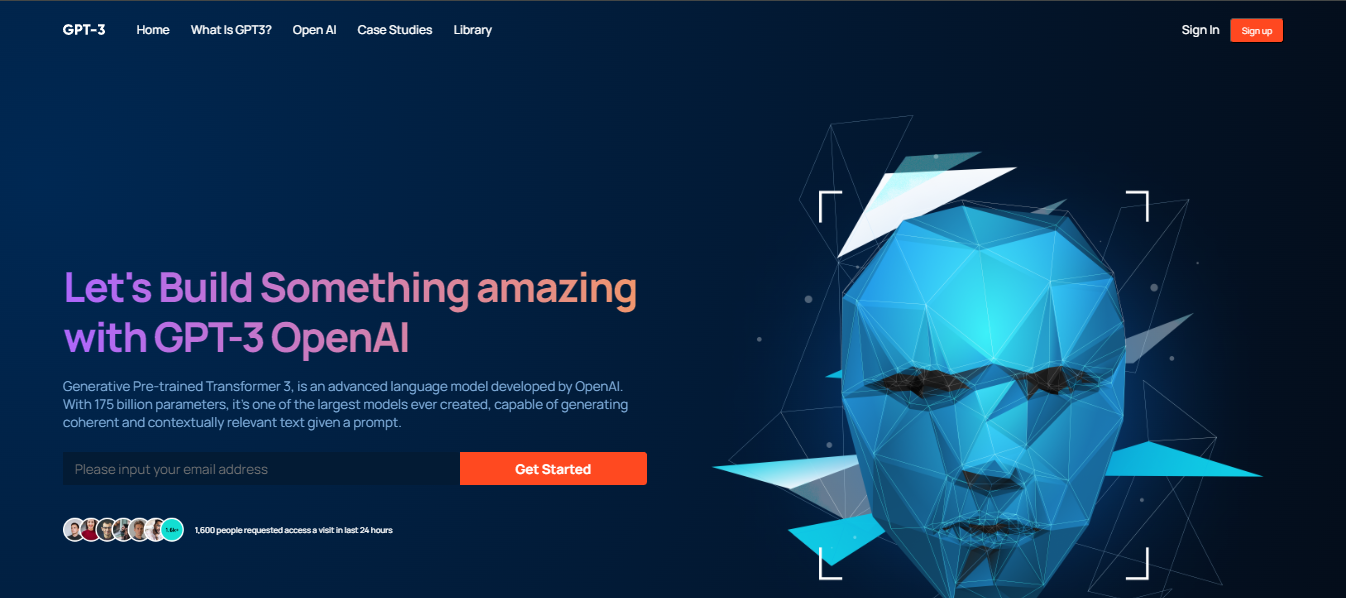 GPT-3
Home
What Is GPT3?
Open AI
Case Studies
Library
Sign In
Sign up
Let's Build Something amazing
with GPT-3 OpenAI
Generative Pre-trained Transformer 3, is an advanced language model developed by OpenAI.
With 175 billion parameters, it's one of the largest models ever created, capable of generating
coherent and contextually relevant text given a prompt.
Please input your email address
Get Started
1.6k+
1,600 people requested access a visit in last 24 hours